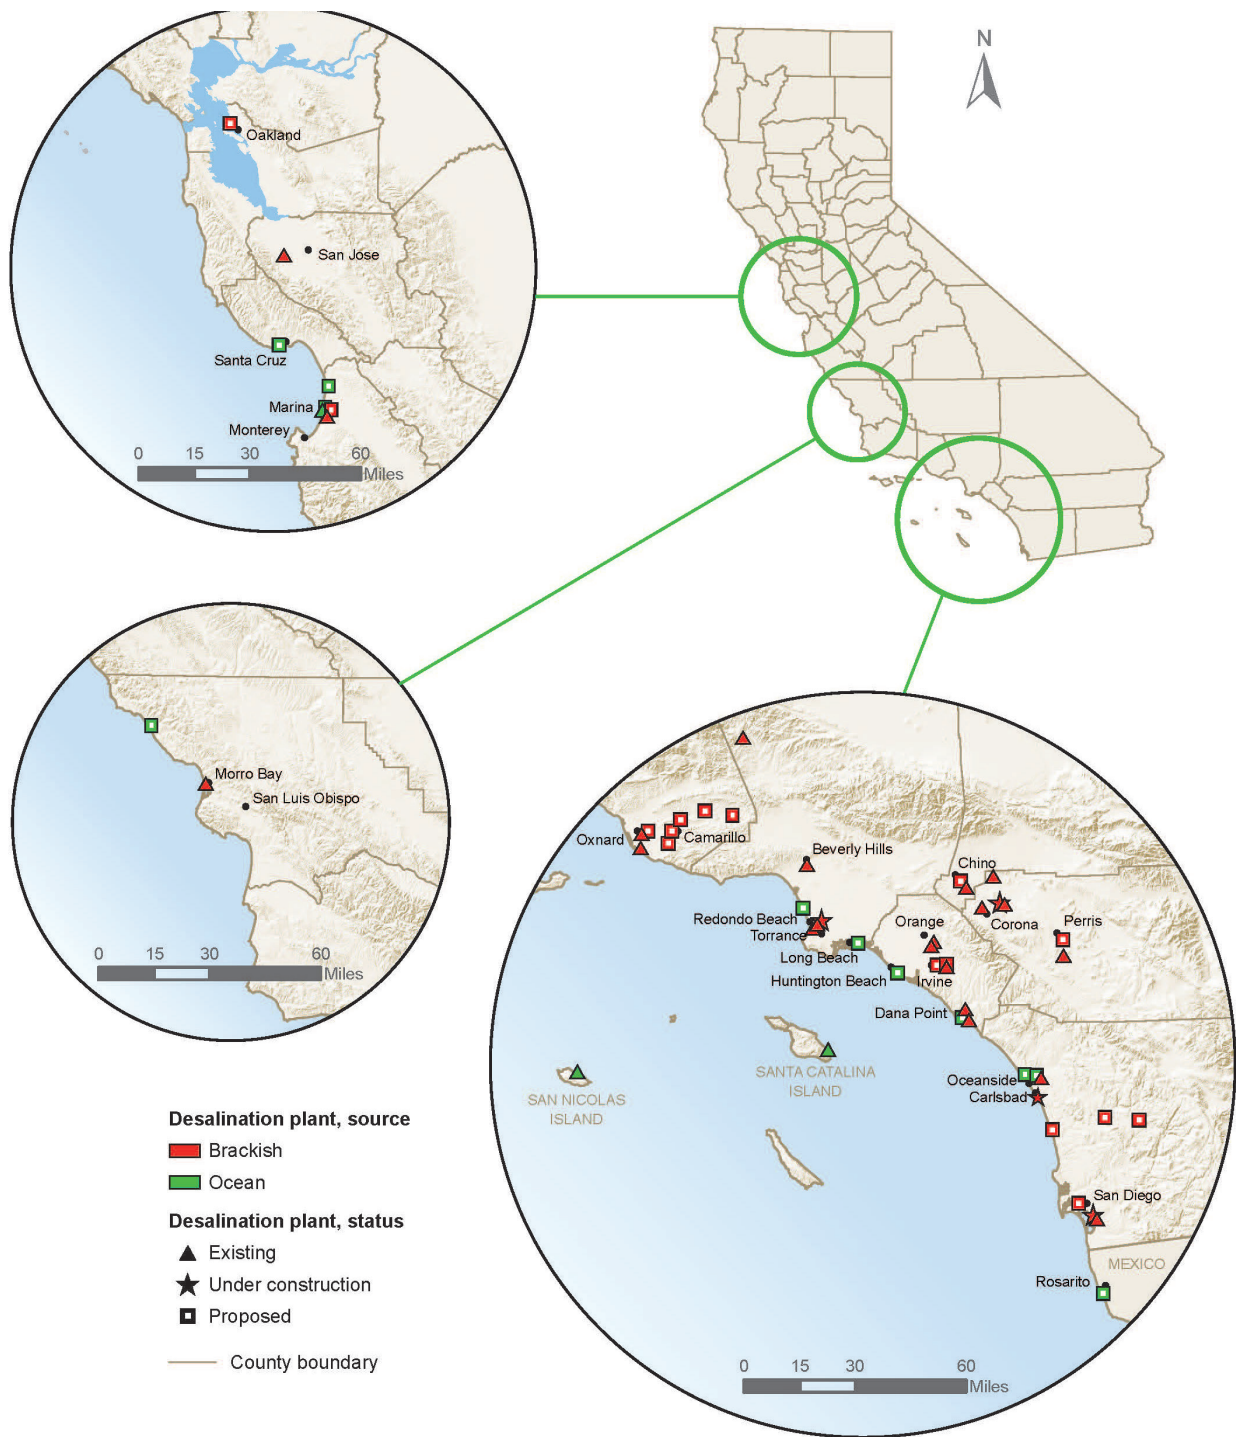 N
Oakland
San Jose
Santa Cruz
Marina
Monterey
0 15 30 60
Miles
Morro Bay
San Luis Obispo
0 15 30 60
Miles
Oxnard
Camarillo
Beverly Hills
Chino
Redondo Beach
Orange
Corona
Perris
Torrance
Long Beach
Huntington Beach
Irvine
Dana Point
SANTA CATALINA
ISLAND
Oceanside
Carlsbad
SAN NICOLAS
ISLAND
San Diego
MEXICO
Rosarito
0 15 30 60
Miles
Desalination plant, source
Brackish
Ocean
Desalination plant, status
Existing
Under construction
Proposed
County boundary